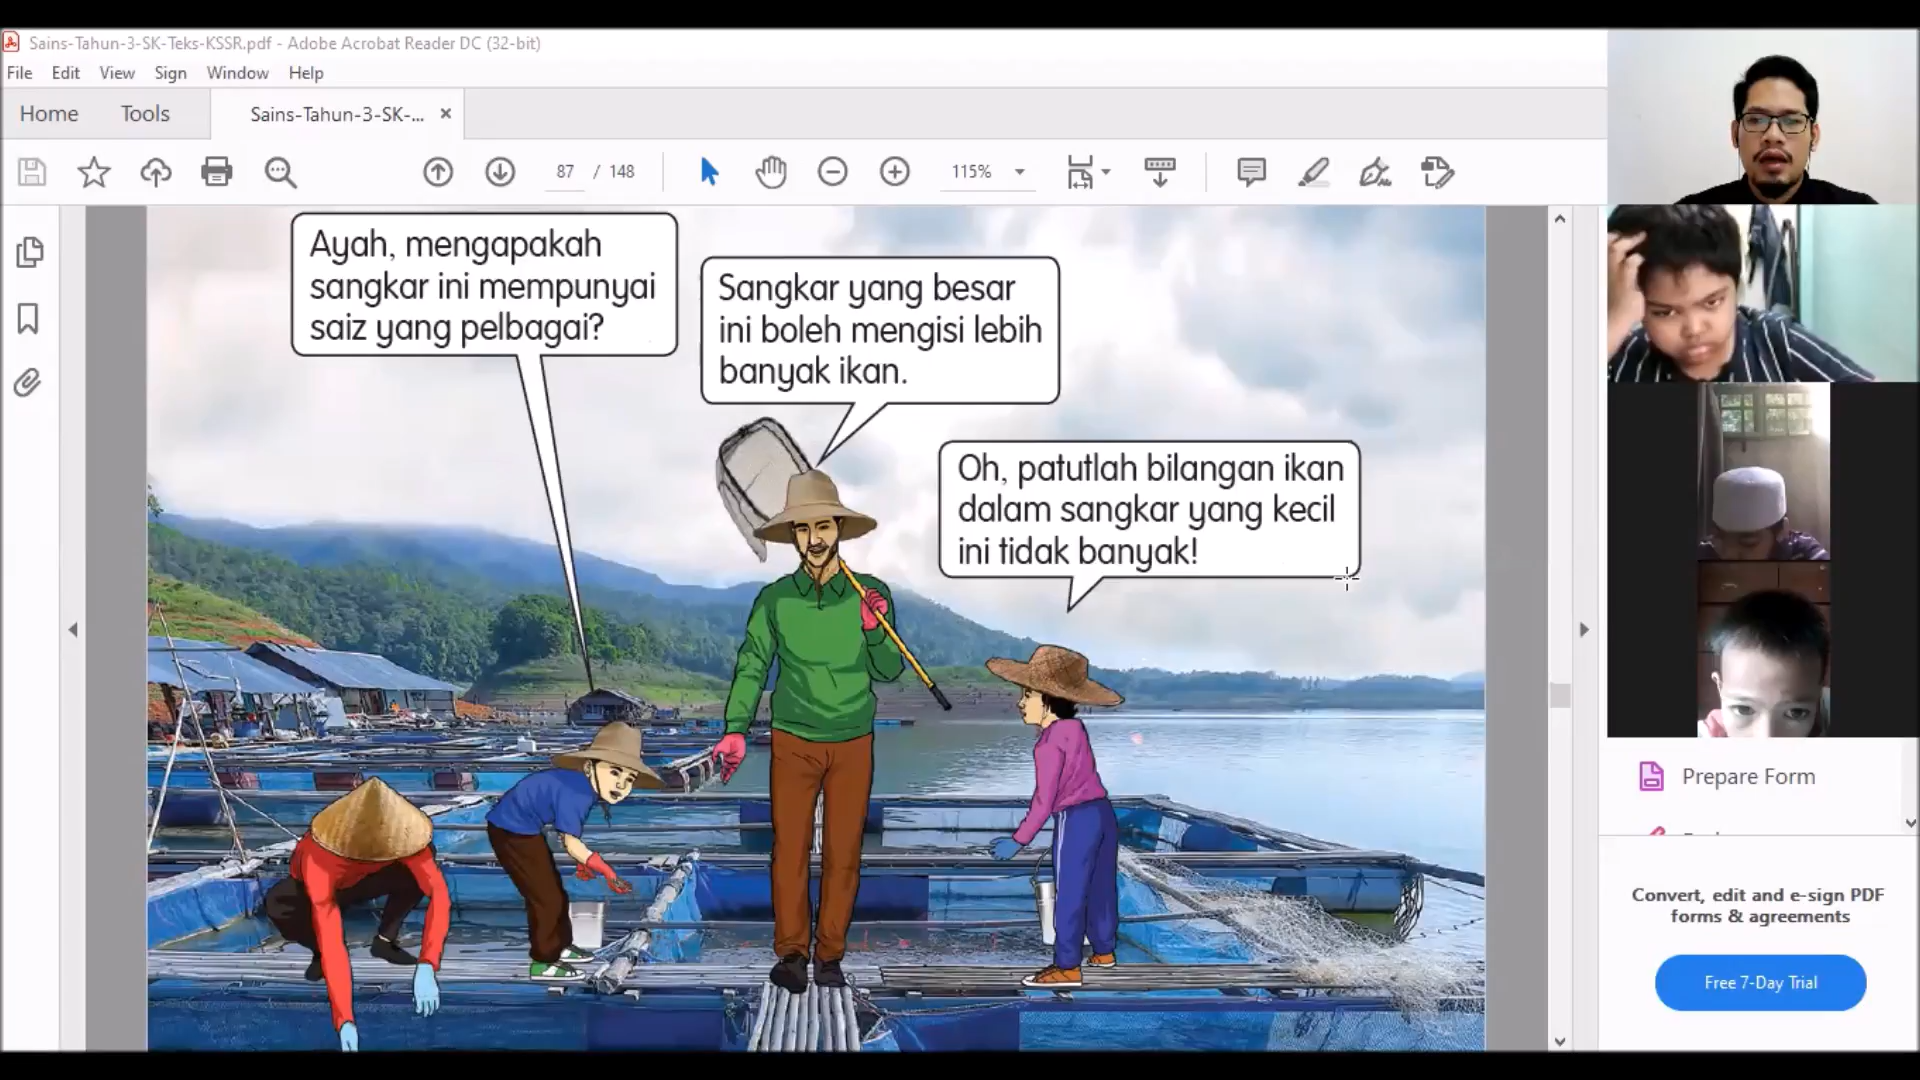 Sains-Tahun-3-SK-Teks-KSSR.pdf - Adobe Acrobat Reader DC (32-bit)
File Edit View Sign Window Help
Home Tools Sains-Tahun-3-SK-...
87 / 148 115%
Ayah, mengapakah
sangkar ini mempunyai
saiz yang pelbagai?
Sangkar yang besar
ini boleh mengisi lebih
banyak ikan.
Oh, patutlah bilangan ikan
dalam sangkar yang kecil
ini tidak banyak!
Prepare Form
Convert, edit and e-sign PDF
forms & agreements
Free 7-Day Trial